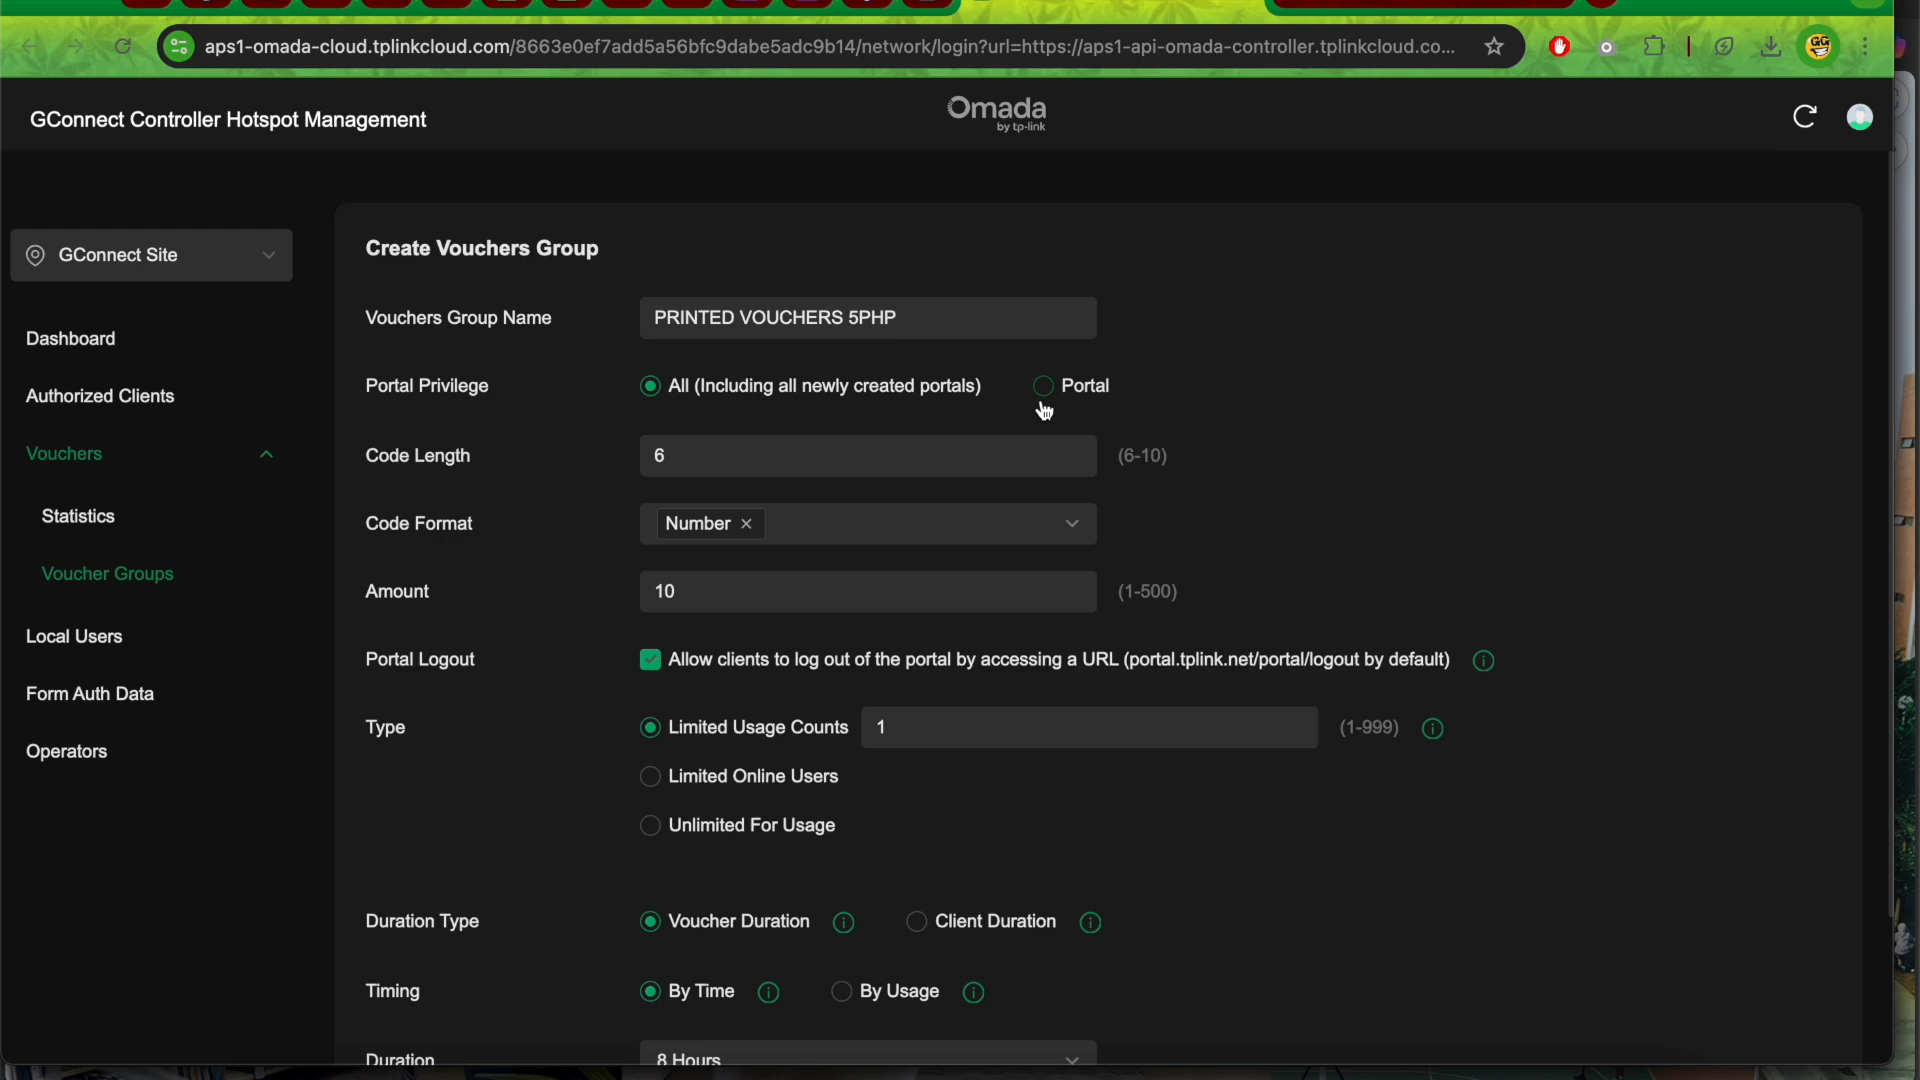 aps1-omada-cloud.tplinkcloud.com/8663e0ef7add5a56bfc9dabe5adc9b14/network/login?url=https://aps1-api-omada-controller.tplinkcloud.co...
GG
GConnect Controller Hotspot Management
Omada
by tp-link
GConnect Site
Dashboard
Authorized Clients
Vouchers
Statistics
Voucher Groups
Local Users
Form Auth Data
Operators
Create Vouchers Group
Vouchers Group Name
PRINTED VOUCHERS 5PHP
Portal Privilege
All (Including all newly created portals)
Portal
Code Length
6
(6-10)
Code Format
Number
Amount
10
(1-500)
Portal Logout
Allow clients to log out of the portal by accessing a URL (portal.tplink.net/portal/logout by default)
Type
Limited Usage Counts
1
(1-999)
Limited Online Users
Unlimited For Usage
Duration Type
Voucher Duration
Client Duration
Timing
By Time
By Usage
Duration
8 Hours